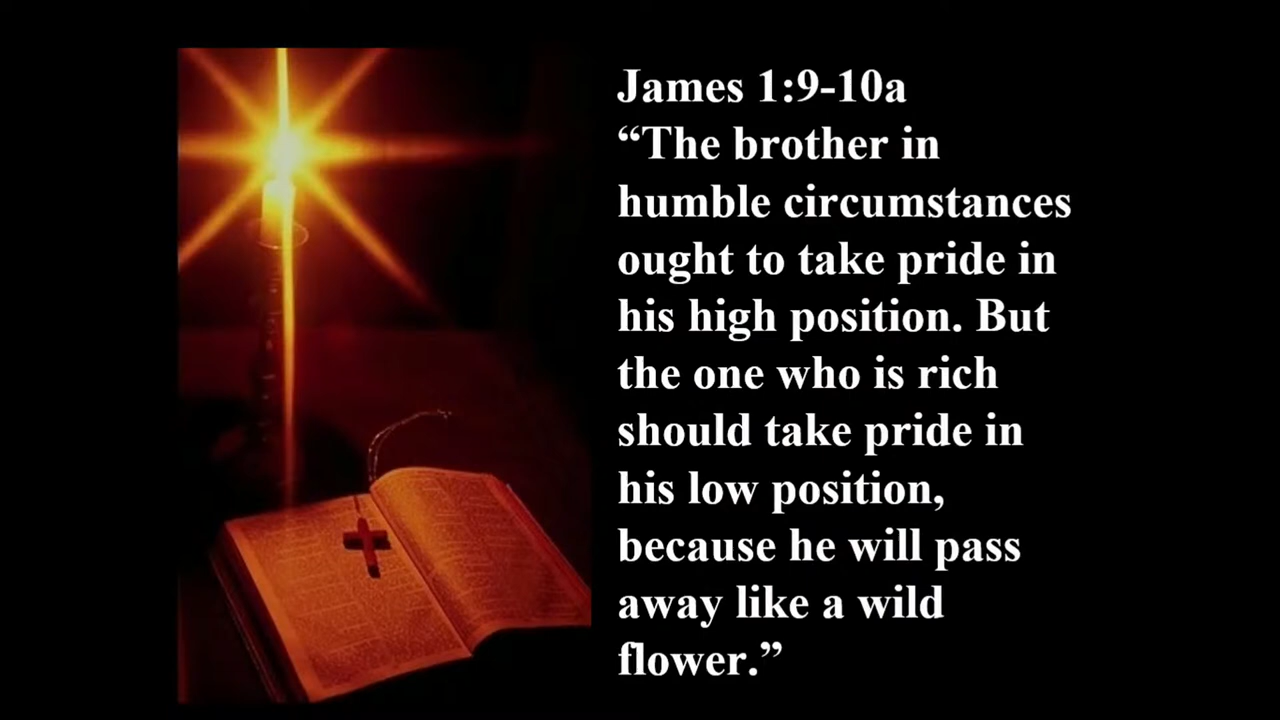 James 1:9-10a
“The brother in
humble circumstances
ought to take pride in
his high position. But
the one who is rich
should take pride in
his low position,
because he will pass
away like a wild
flower.”